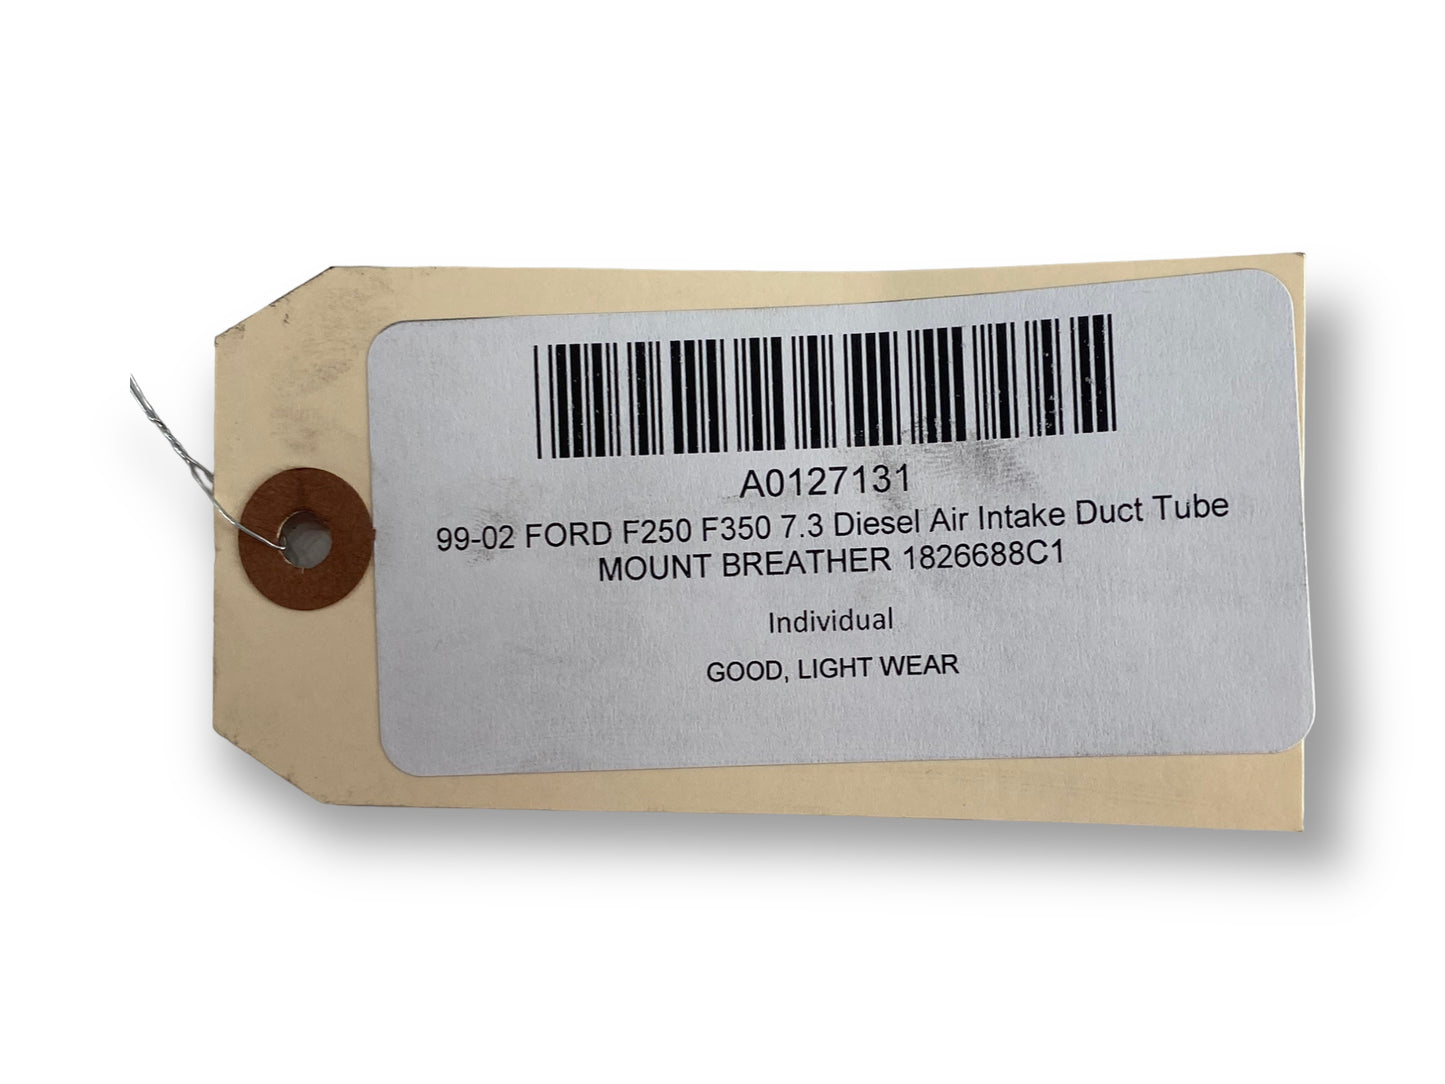 A0127131
99-02 FORD F250 F350 7.3 Diesel Air Intake Duct Tube
MOUNT BREATHER 1826688C1
Individual
GOOD, LIGHT WEAR